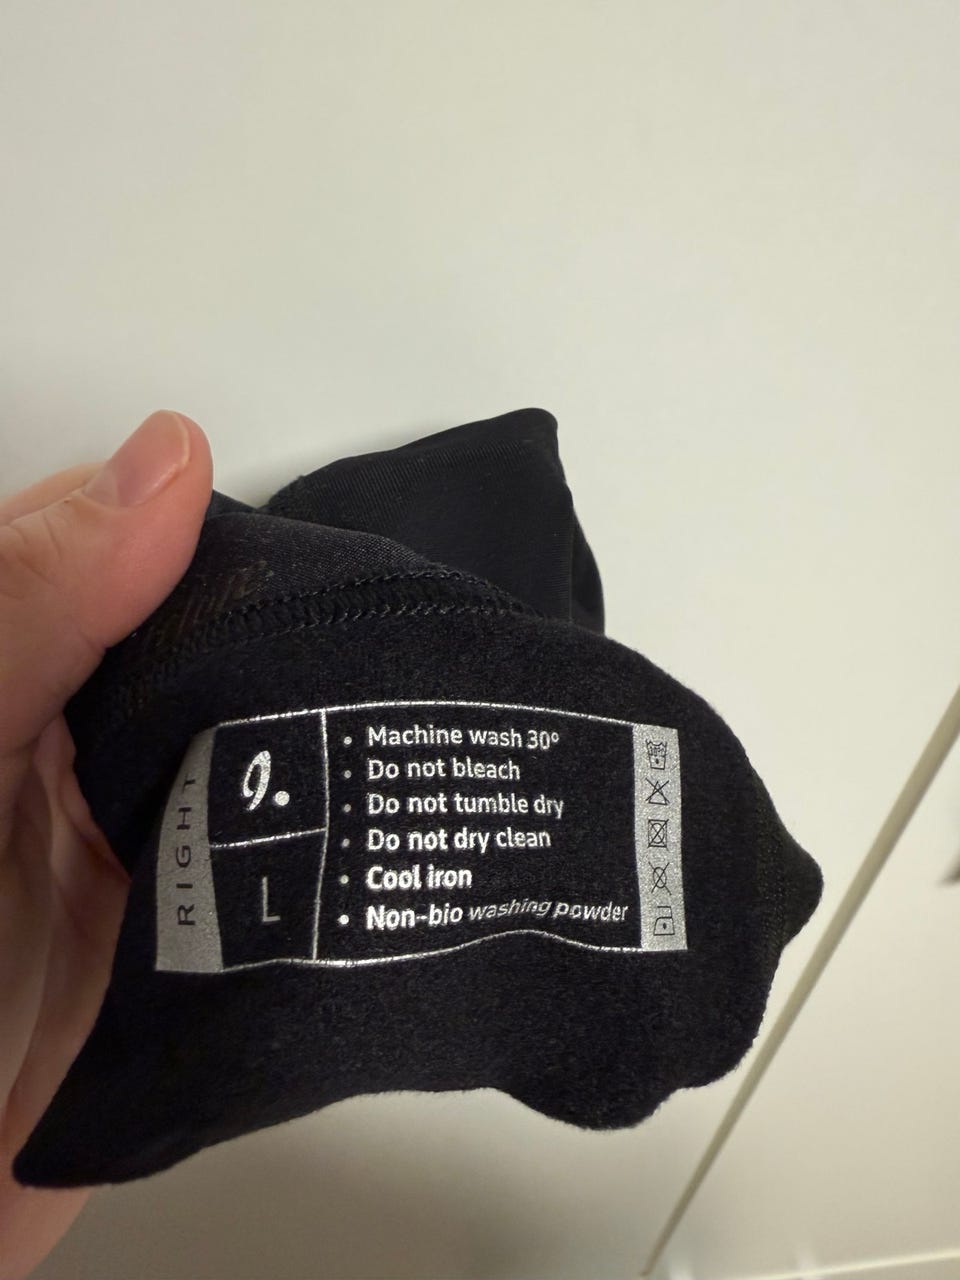 RIGHT
9.
L
• Machine wash 30°
• Do not bleach
• Do not tumble dry
• Do not dry clean
• Cool iron
• Non-bio washing powder